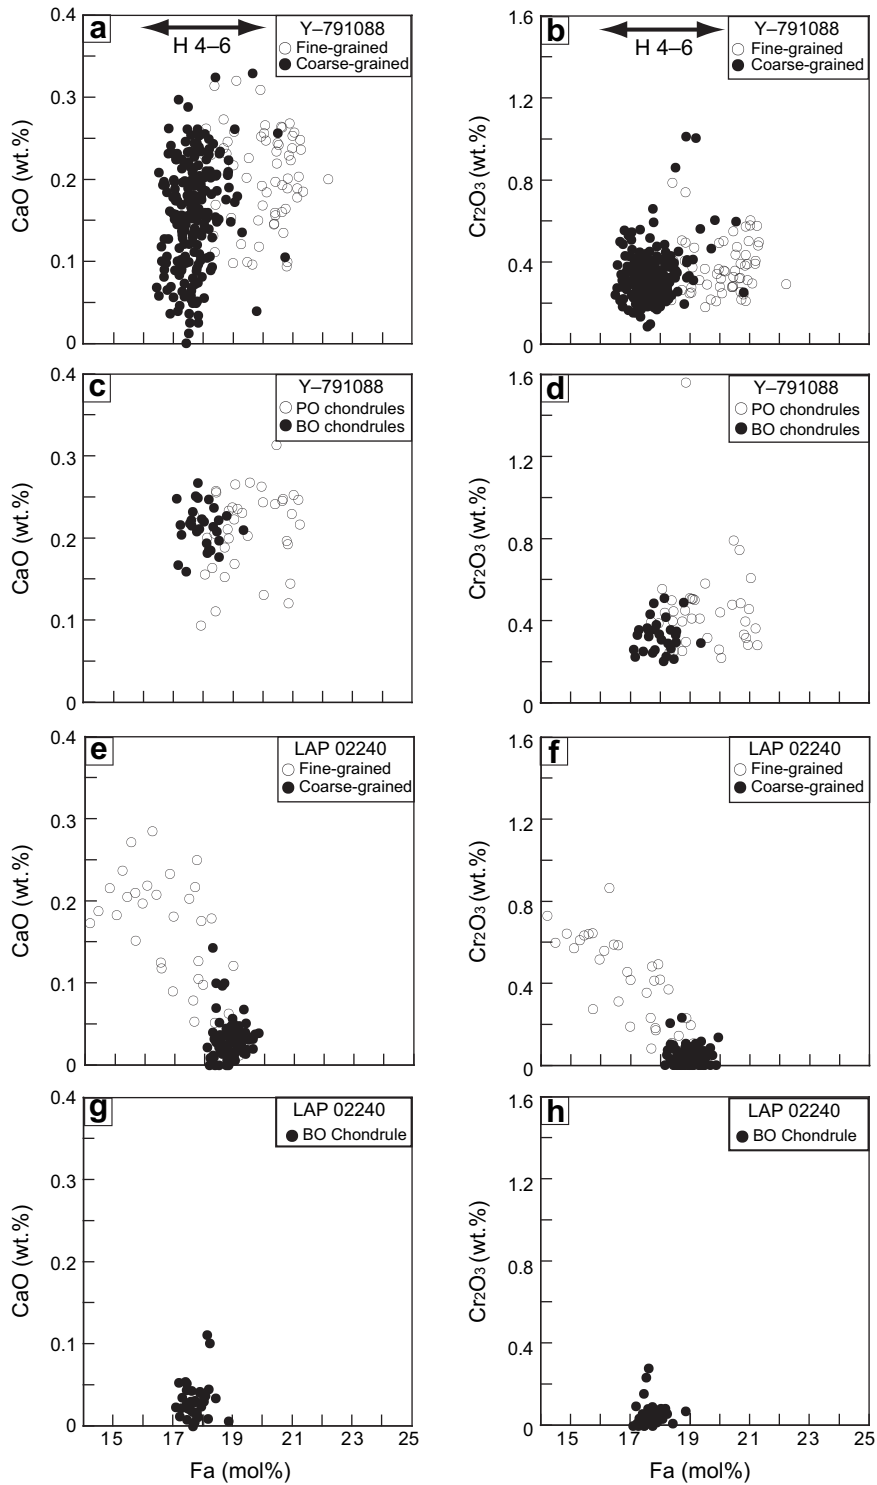 a
Y–791088
Fine-grained
Coarse-grained
H 4–6
0.4
0.3
0.2
0.1
0
CaO (wt.%)
b
Y–791088
Fine-grained
Coarse-grained
H 4–6
1.6
1.2
0.8
0.4
0
Cr2O3 (wt.%)
c
Y–791088
PO chondrules
BO chondrules
0.4
0.3
0.2
0.1
0
CaO (wt.%)
d
Y–791088
PO chondrules
BO chondrules
1.6
1.2
0.8
0.4
0
Cr2O3 (wt.%)
e
LAP 02240
Fine-grained
Coarse-grained
0.4
0.3
0.2
0.1
0
CaO (wt.%)
f
LAP 02240
Fine-grained
Coarse-grained
1.6
1.2
0.8
0.4
0
Cr2O3 (wt.%)
g
LAP 02240
BO Chondrule
0.4
0.3
0.2
0.1
0
CaO (wt.%)
15 17 19 21 23 25
Fa (mol%)
h
LAP 02240
BO Chondrule
1.6
1.2
0.8
0.4
0
Cr2O3 (wt.%)
15 17 19 21 23 25
Fa (mol%)